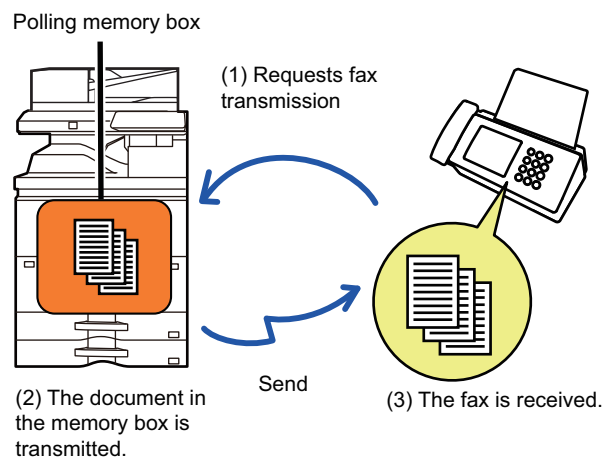 Polling memory box
(1) Requests fax
transmission
Send
(2) The document in
the memory box is
transmitted.
(3) The fax is received.